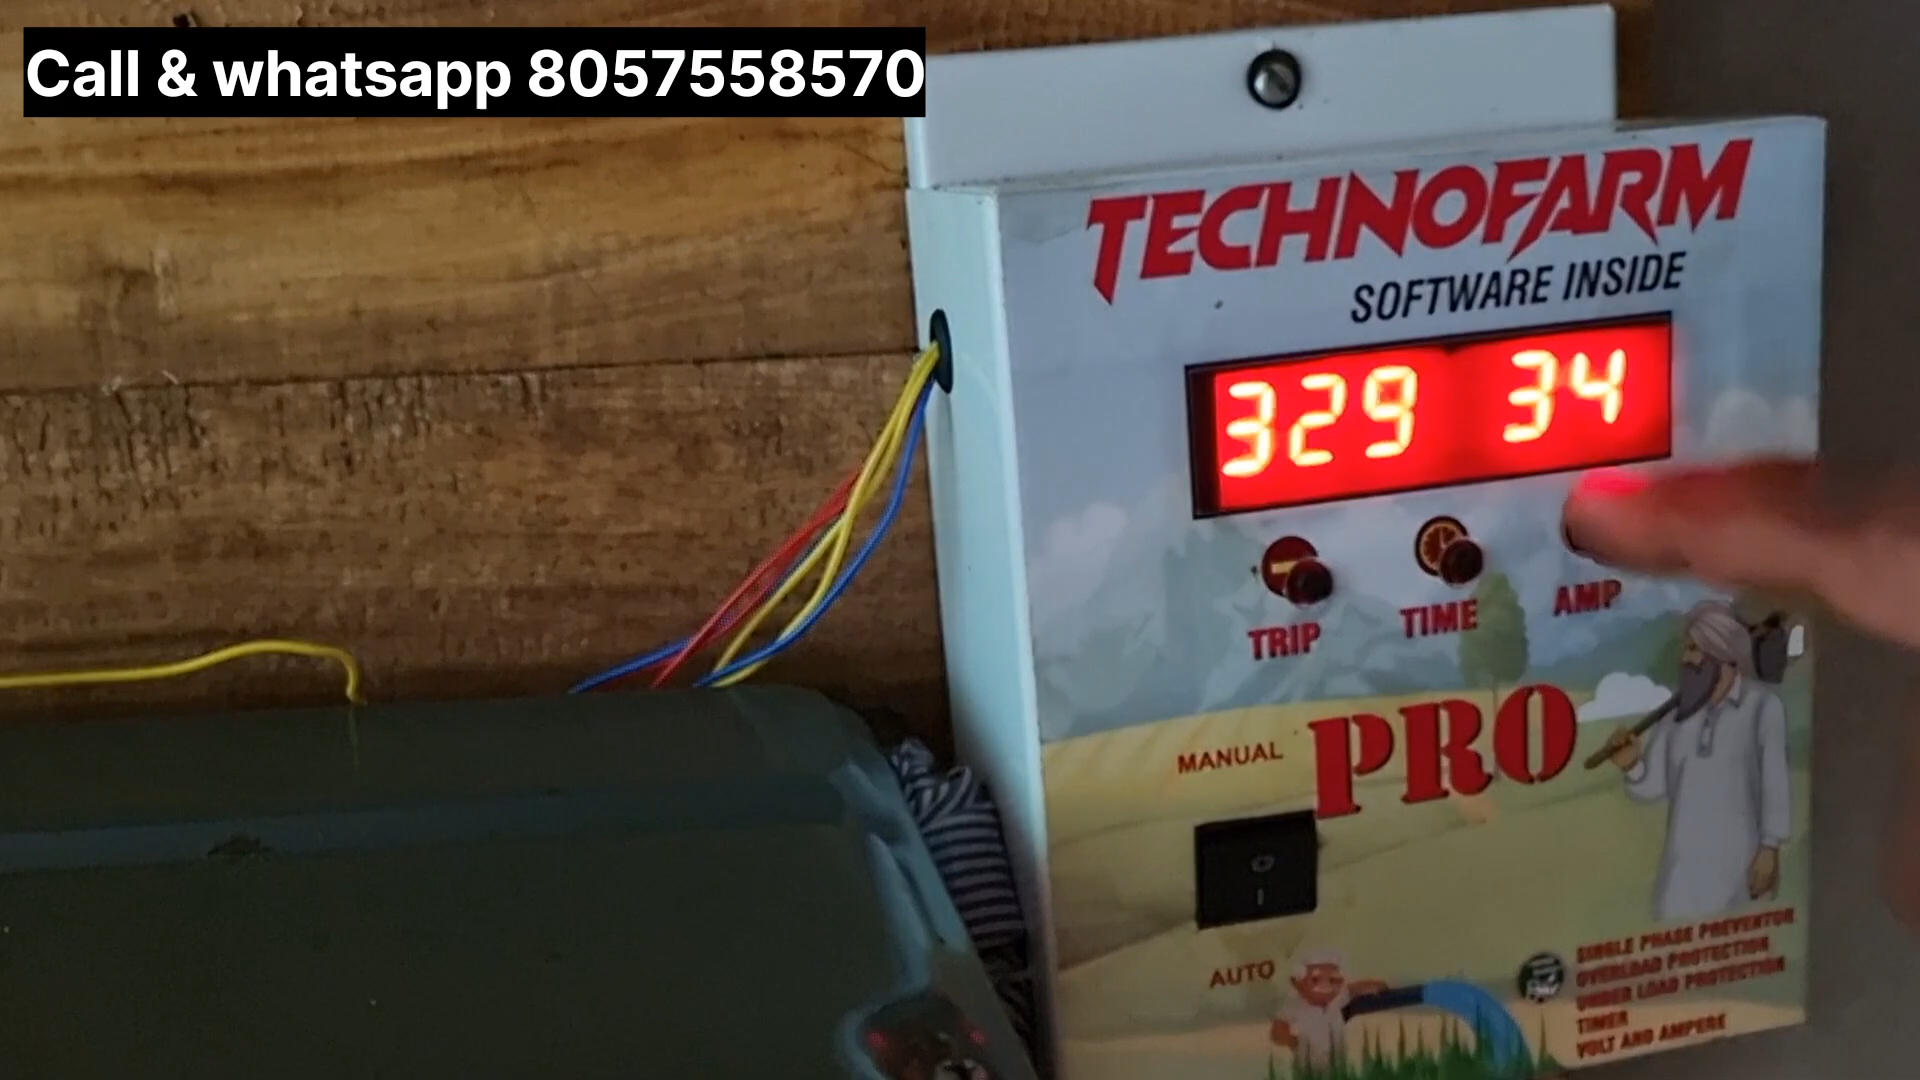 Call & whatsapp 8057558570
TECHNOFARM
SOFTWARE INSIDE
329 34
TRIP
TIME
AMP
MANUAL
PRO
AUTO
SINGLE PHASE PREVENTOR
OVERLOAD PROTECTION
UNDER LOAD PROTECTION
TIMER
VOLT AND AMPERE